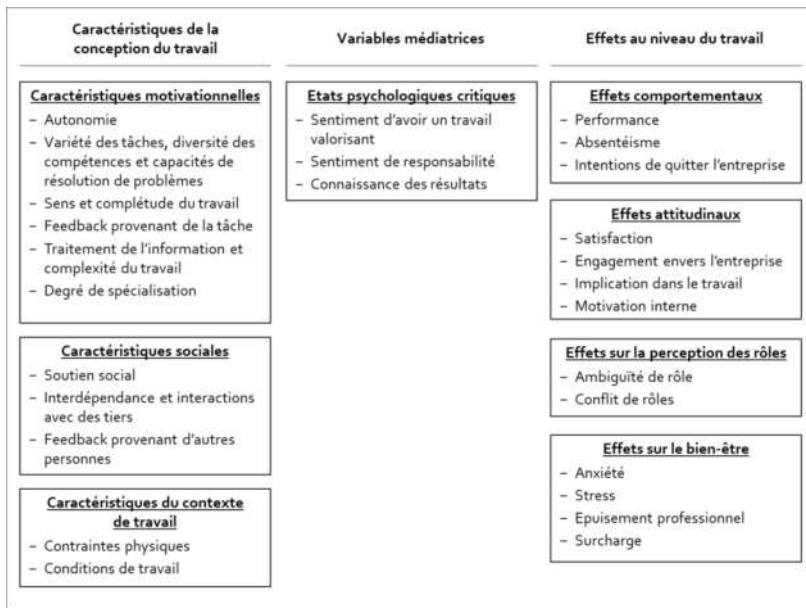 Caractéristiques de la
conception du travail
Caractéristiques motivationnelles
– Autonomie
– Variété des tâches, diversité des
compétences et capacités de
résolution de problèmes
– Sens et complétude du travail
– Feedback provenant de la tâche
– Traitement de l'information et
complexité du travail
– Degré de spécialisation
Caractéristiques sociales
– Soutien social
– Interdépendance et interactions
avec des tiers
– Feedback provenant d'autres
personnes
Caractéristiques du contexte
de travail
– Contraintes physiques
– Conditions de travail
Variables médiatrices
Etats psychologiques critiques
– Sentiment d'avoir un travail
valorisant
– Sentiment de responsabilité
– Connaissance des résultats
Effets au niveau du travail
Effets comportementaux
– Performance
– Absentéisme
– Intentions de quitter l'entreprise
Effets attitudinaux
– Satisfaction
– Engagement envers l'entreprise
– Implication dans le travail
– Motivation interne
Effets sur la perception des rôles
– Ambiguïté de rôle
– Conflit de rôles
Effets sur le bien-être
– Anxiété
– Stress
– Epuisement professionnel
– Surcharge